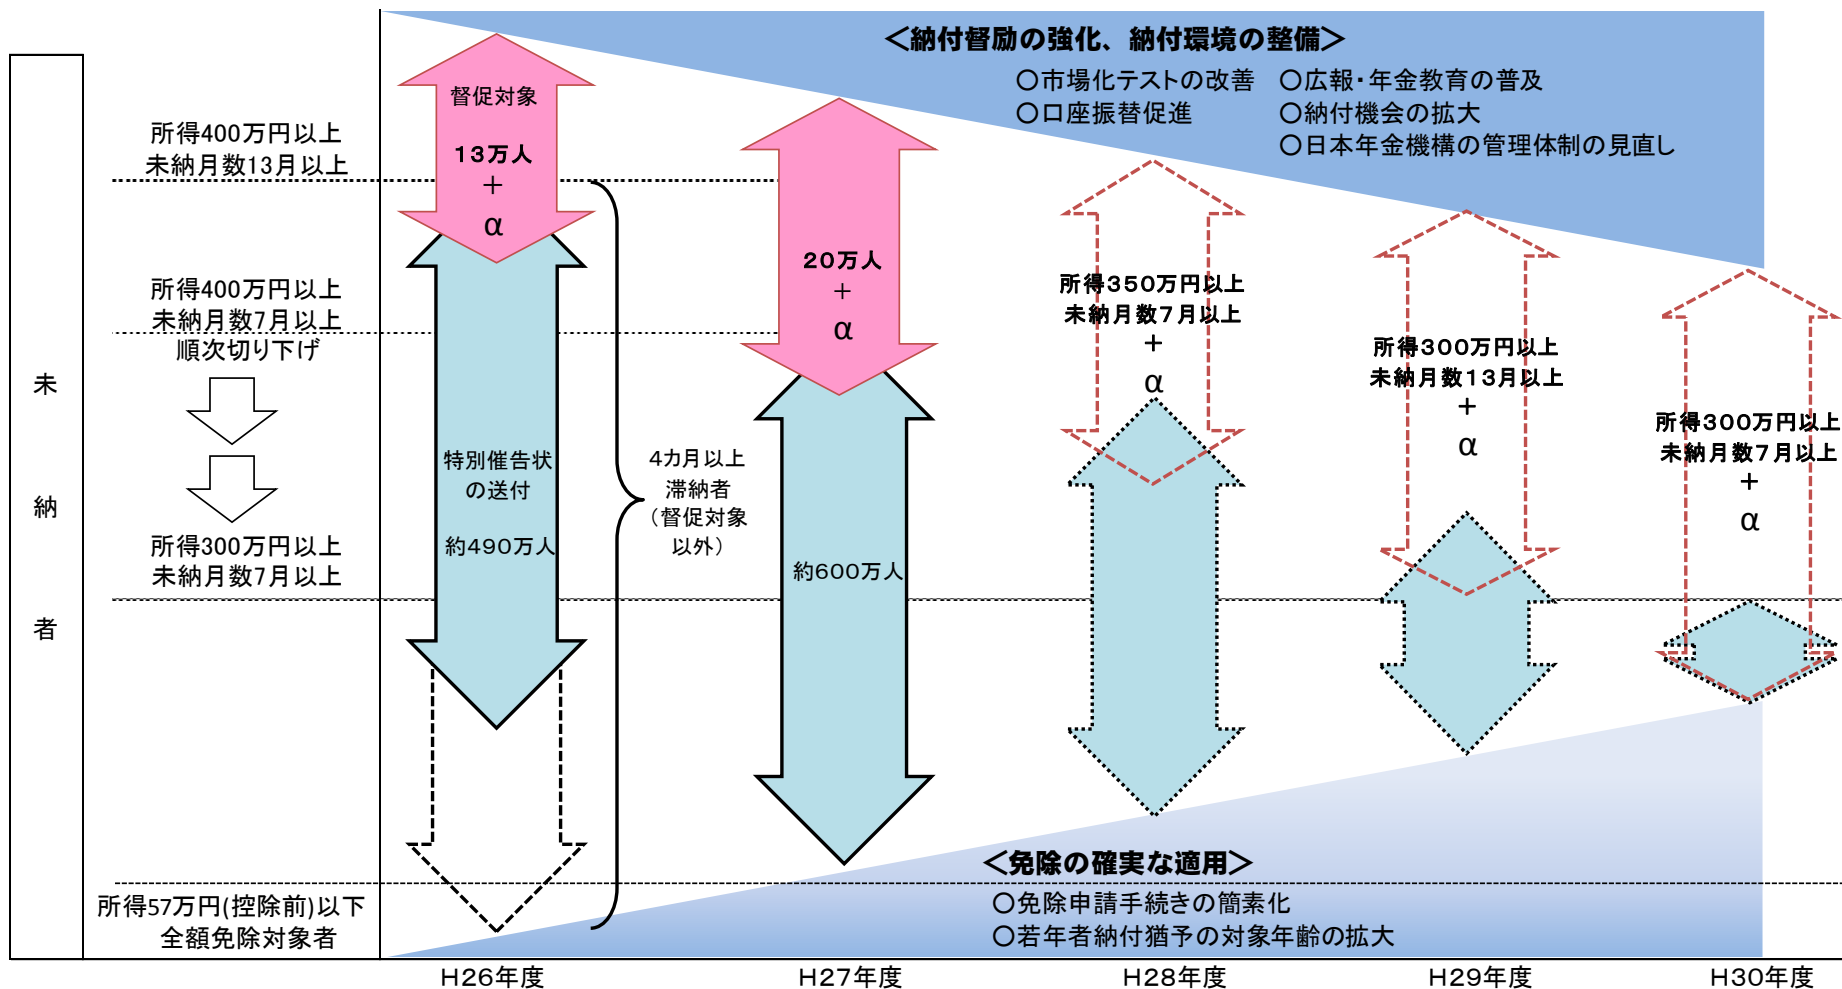 未
納
者
所得400万円以上
未納月数13月以上
所得400万円以上
未納月数7月以上
順次切り下げ
所得300万円以上
未納月数7月以上
所得57万円(控除前)以下
全額免除対象者
督促対象
13万人
+
α
特別催告状
の送付
約490万人
4カ月以上
滞納者
(督促対象
以外)
20万人
+
α
約600万人
<納付督励の強化、納付環境の整備>
○市場化テストの改善
○口座振替促進
○広報・年金教育の普及
○納付機会の拡大
○日本年金機構の管理体制の見直し
所得350万円以上
未納月数7月以上
+
α
所得300万円以上
未納月数13月以上
+
α
所得300万円以上
未納月数7月以上
+
α
<免除の確実な適用>
○免除申請手続きの簡素化
○若年者納付猶予の対象年齢の拡大
H26年度
H27年度
H28年度
H29年度
H30年度